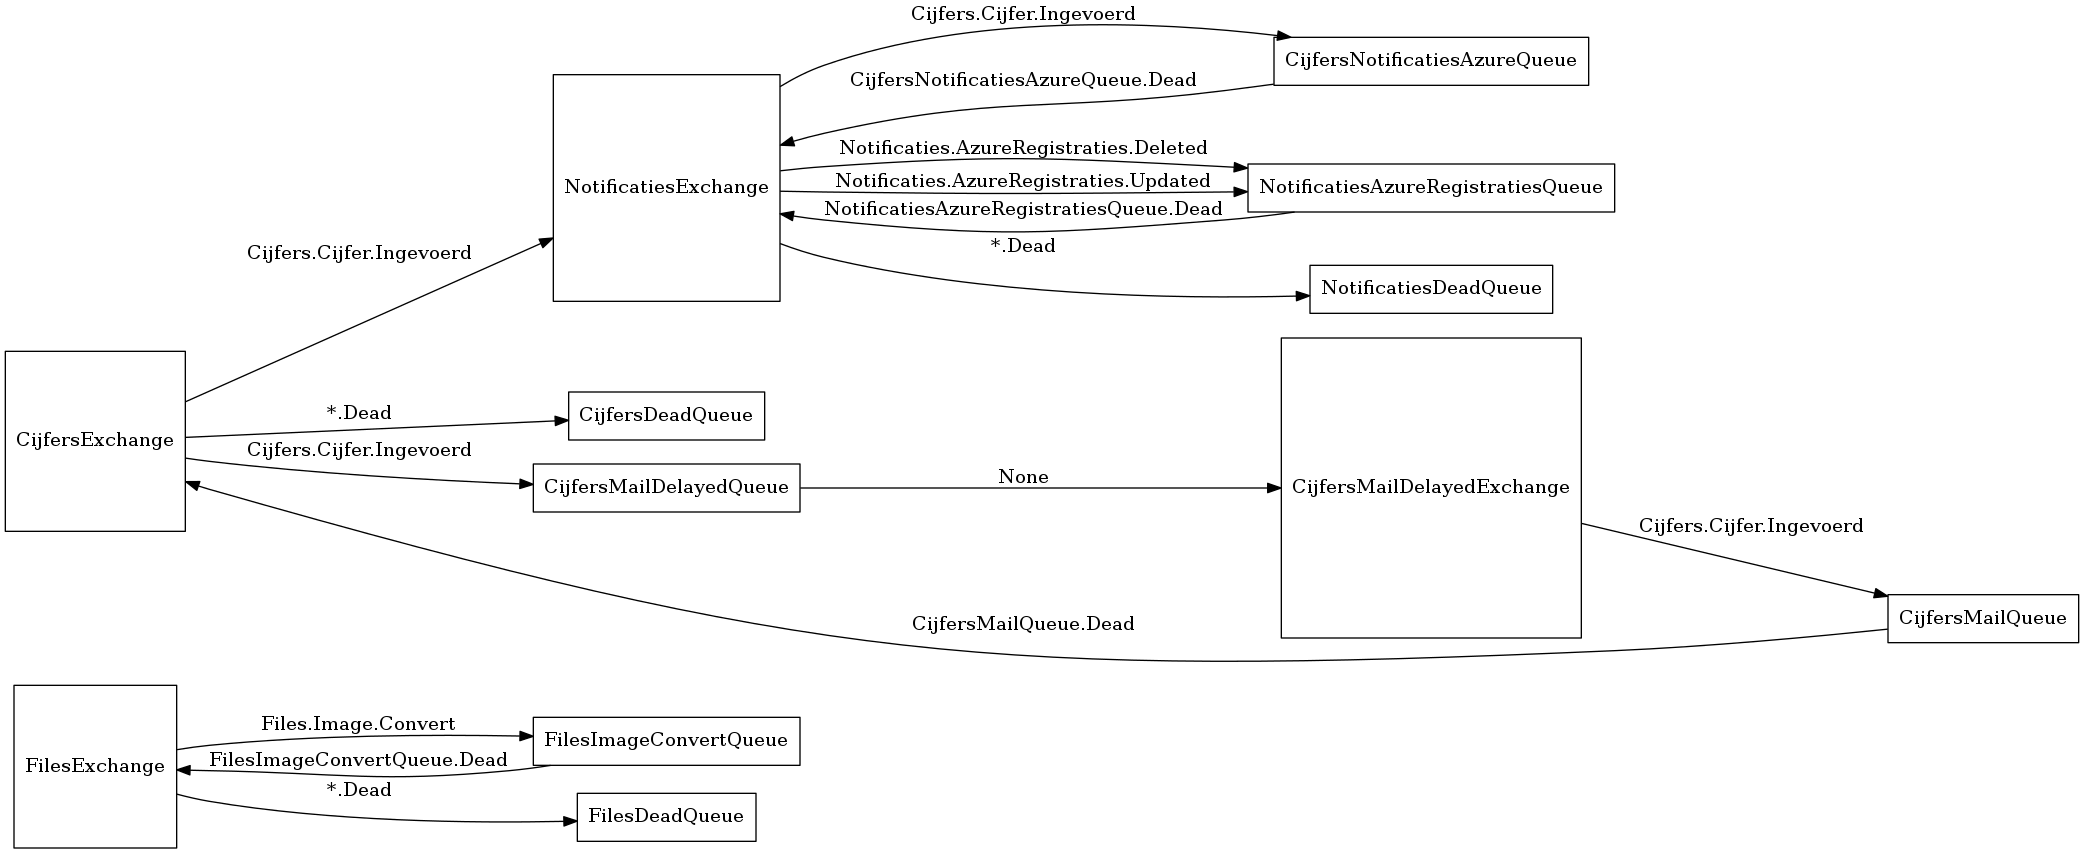 Cijfers.Cijfer.Ingevoerd
CijfersNotificatiesAzureQueue
CijfersNotificatiesAzureQueue.Dead
Notificaties.AzureRegistraties.Deleted
NotificatiesExchange
Notificaties.AzureRegistraties.Updated
NotificatiesAzureRegistratiesQueue
NotificatiesAzureRegistratiesQueue.Dead
*.Dead
Cijfers.Cijfer.Ingevoerd
NotificatiesDeadQueue
*.Dead
CijfersDeadQueue
CijfersExchange
Cijfers.Cijfer.Ingevoerd
CijfersMailDelayedQueue
None
CijfersMailDelayedExchange
Cijfers.Cijfer.Ingevoerd
CijfersMailQueue.Dead
CijfersMailQueue
Files.Image.Convert
FilesImageConvertQueue
FilesExchange
FilesImageConvertQueue.Dead
*.Dead
FilesDeadQueue